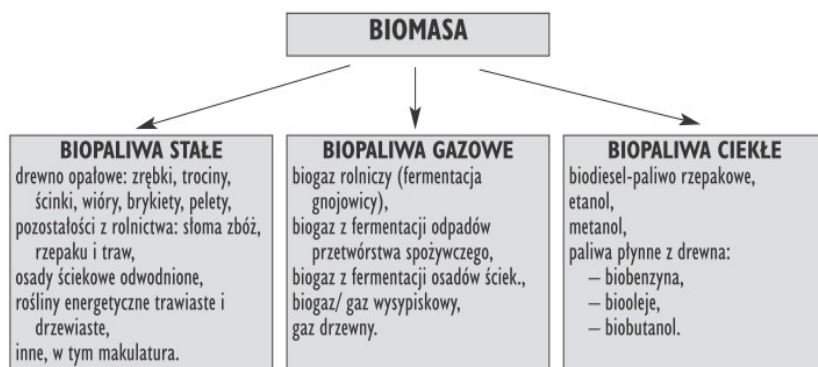 BIOMASA
BIOPALIWA STAŁE
drewno opałowe: zrębki, trociny,
ścinki, wióry, brykiety, pelety,
pozostałości z rolnictwa: słoma zbóż,
rzepaku i traw,
osady ściekowe odwodnione,
rośliny energetyczne trawiaste i
drzewiaste,
inne, w tym makulatura.
BIOPALIWA GAZOWE
biogaz rolniczy (fermentacja
gnojowicy),
biogaz z fermentacji odpadów
przetwórstwa spożywczego,
biogaz z fermentacji osadów ściek.,
biogaz/ gaz wysypiskowy,
gaz drzewny.
BIOPALIWA CIEKŁE
biodiesel-paliwo rzepakowe,
etanol,
metanol,
paliwa płynne z drewna:
– biobenzyna,
– biooleje,
– biobutanol.